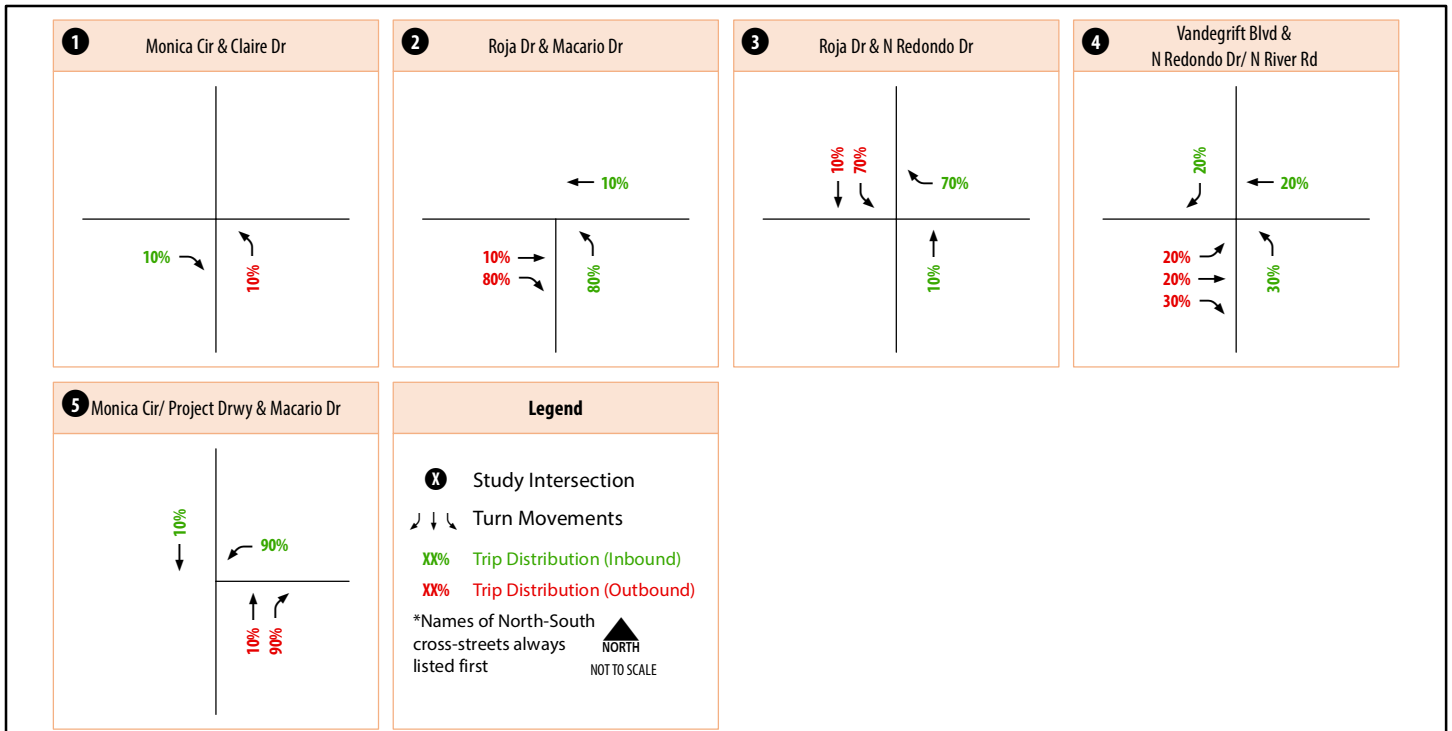 1
Monica Cir & Claire Dr
10%
10%
2
Roja Dr & Macario Dr
10%
10%
80%
80%
3
Roja Dr & N Redondo Dr
10%
70%
70%
10%
4
Vandegrift Blvd &
N Redondo Dr/ N River Rd
20%
20%
20%
20%
30%
30%
5
Monica Cir/ Project Drwy & Macario Dr
10%
90%
10%
90%
Legend
X Study Intersection
Turn Movements
XX% Trip Distribution (Inbound)
XX% Trip Distribution (Outbound)
*Names of North-South
cross-streets always
listed first
NORTH
NOT TO SCALE